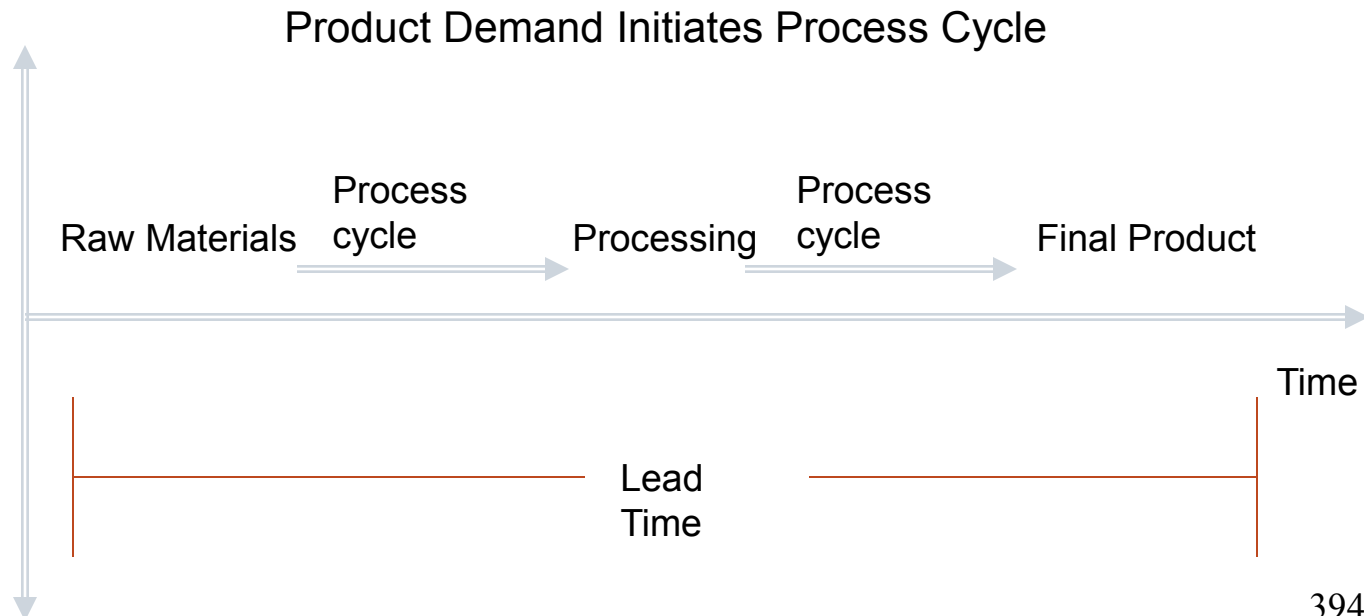 Product Demand Initiates Process Cycle
Raw Materials
Process
cycle
Processing
Process
cycle
Final Product
Time
Lead
Time
394